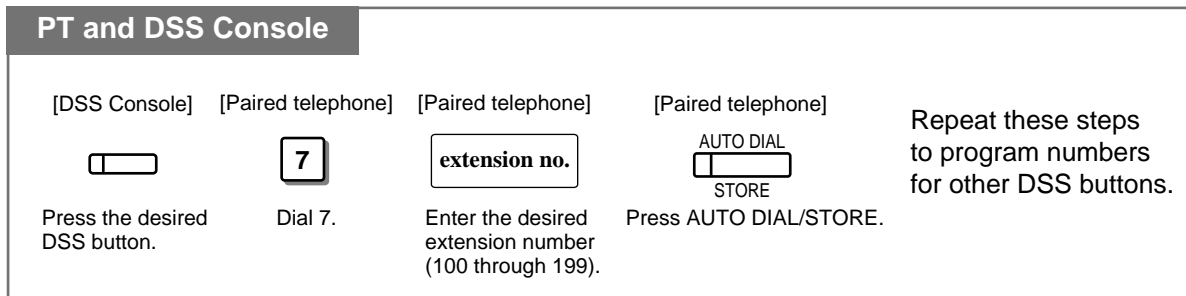 PT and DSS Console
[DSS Console]
[Paired telephone]
[Paired telephone]
[Paired telephone]
7
extension no.
AUTO DIAL
STORE
Press the desired
DSS button.
Dial 7.
Enter the desired
extension number
(100 through 199).
Press AUTO DIAL/STORE.
Repeat these steps
to program numbers
for other DSS buttons.